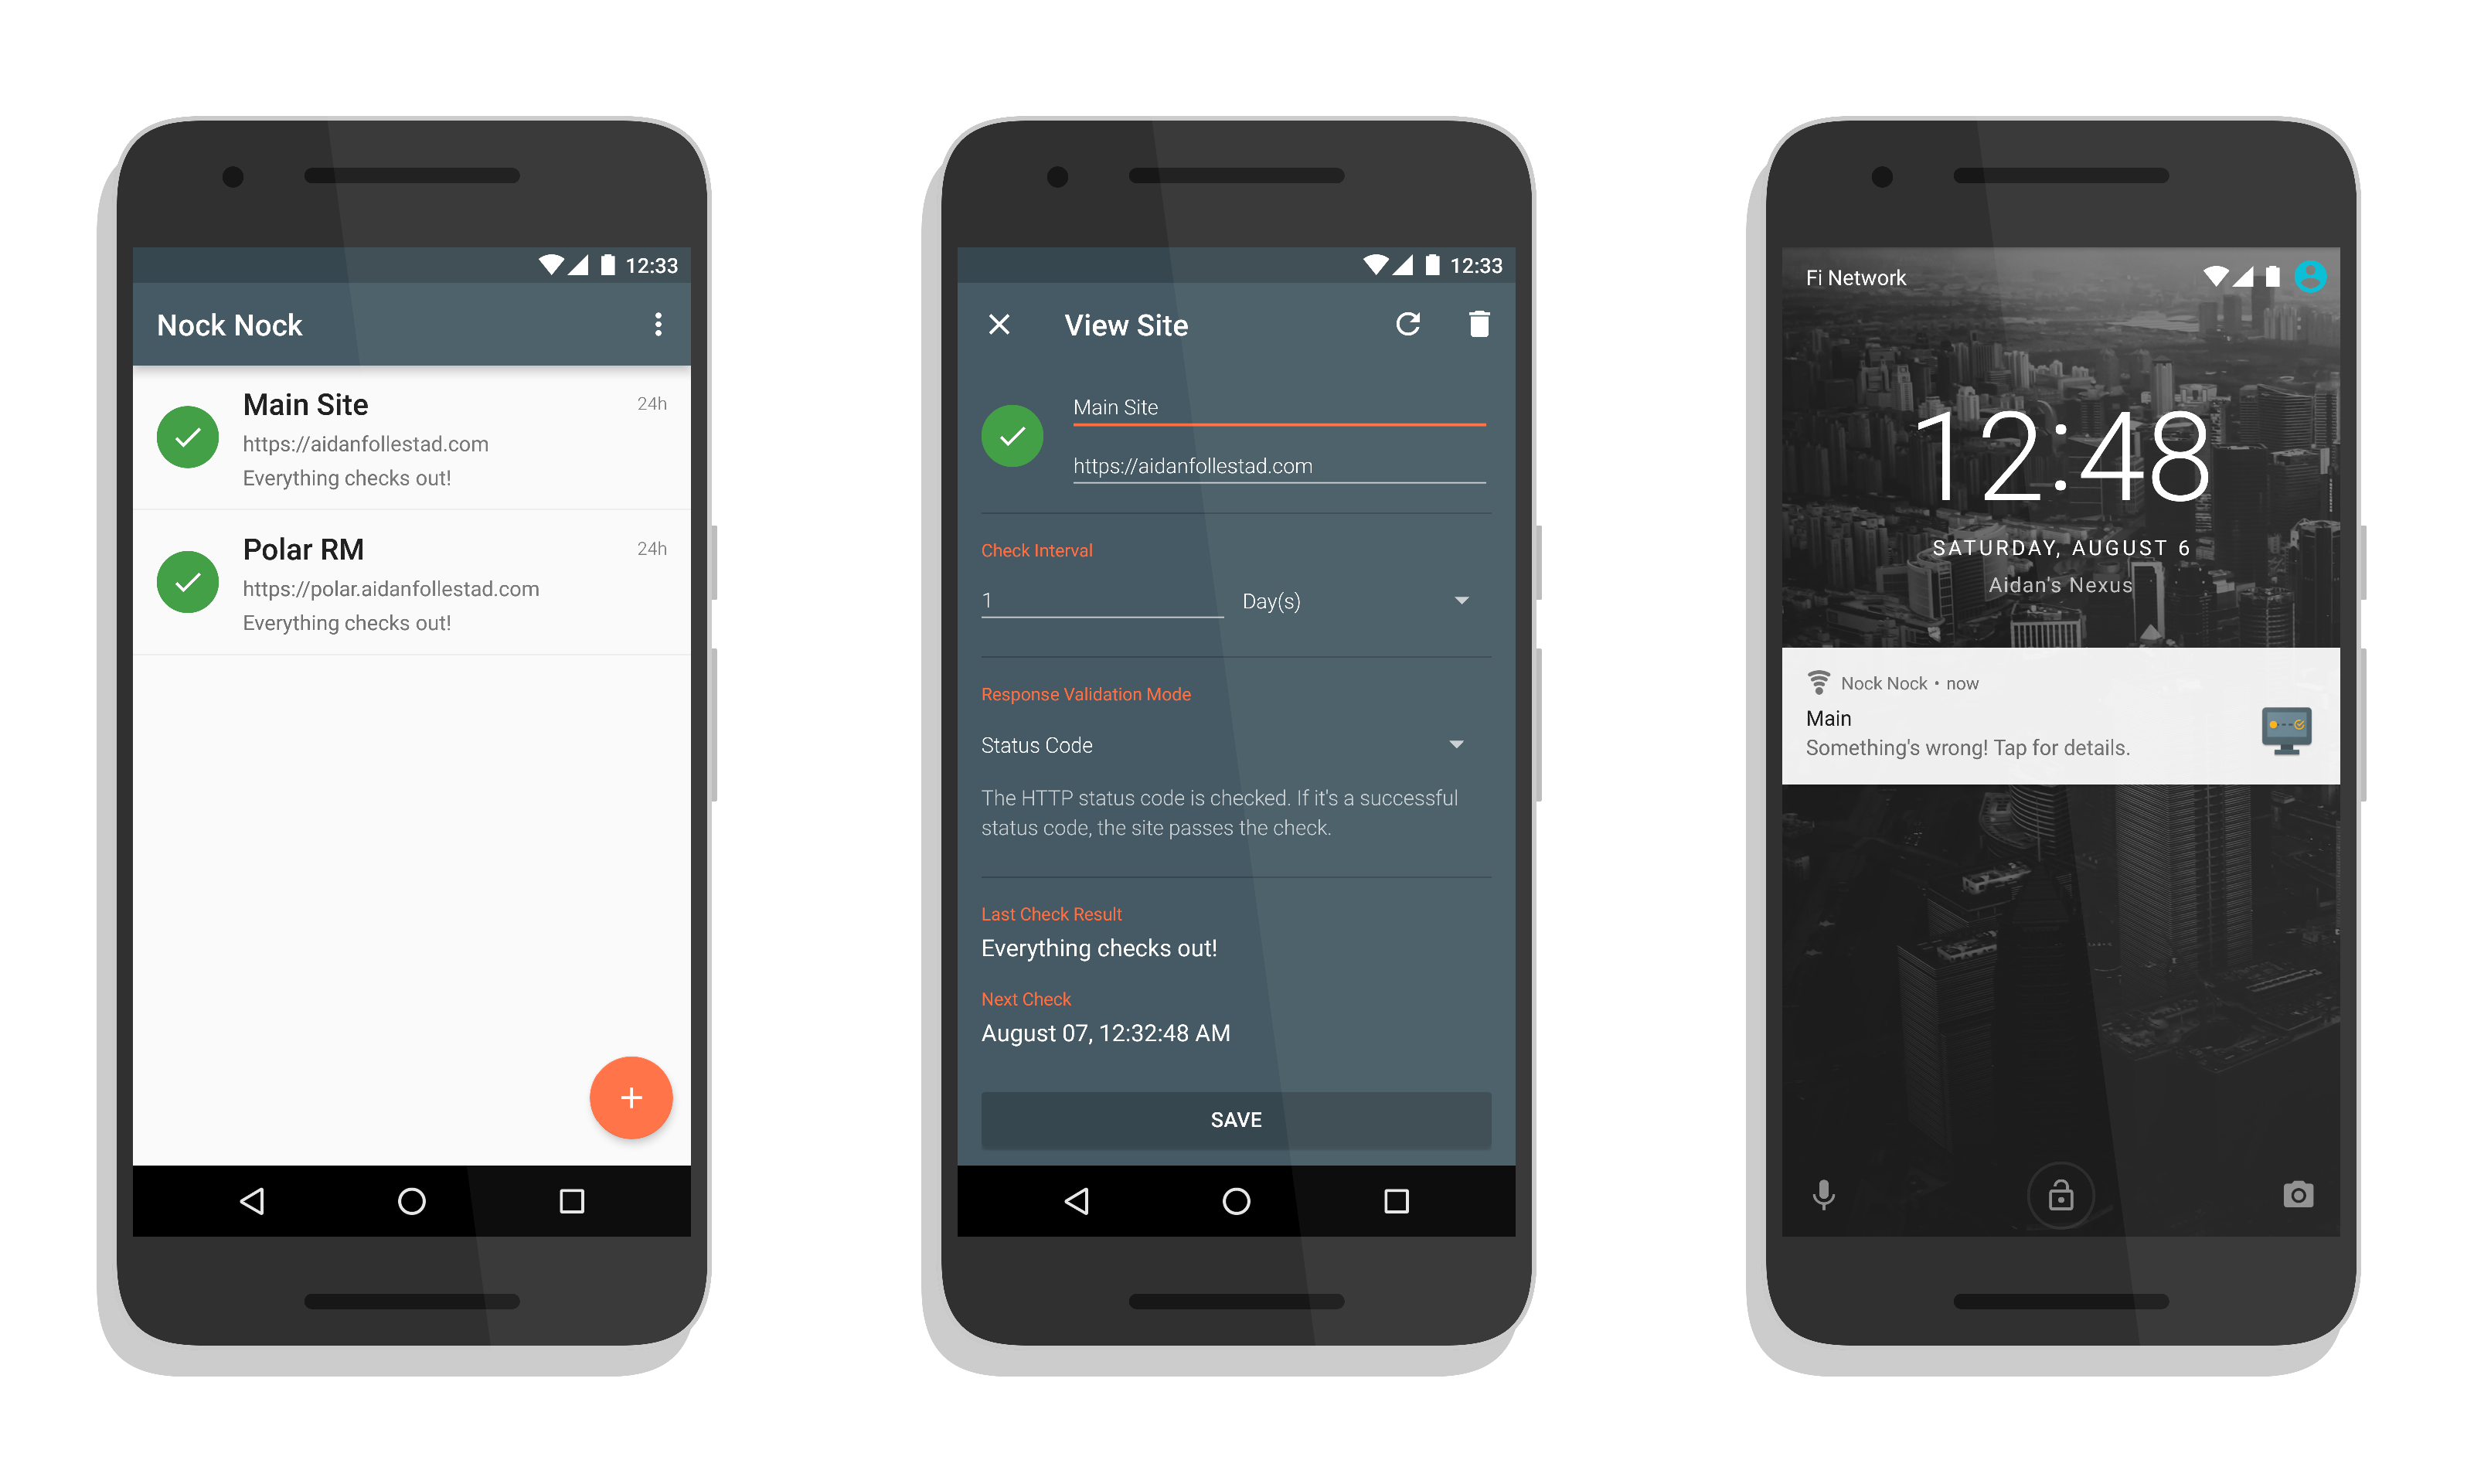 12:33
Nock Nock
Main Site
24h
https://aidanfollestad.com
Everything checks out!
Polar RM
24h
https://polar.aidanfollestad.com
Everything checks out!
12:33
View Site
Main Site
https://aidanfollestad.com
Check Interval
1
Day(s)
Response Validation Mode
Status Code
The HTTP status code is checked. If it's a successful
status code, the site passes the check.
Last Check Result
Everything checks out!
Next Check
August 07, 12:32:48 AM
SAVE
Fi Network
12:48
SATURDAY, AUGUST 6
Aidan's Nexus
Nock Nock • now
Main
Something's wrong! Tap for details.